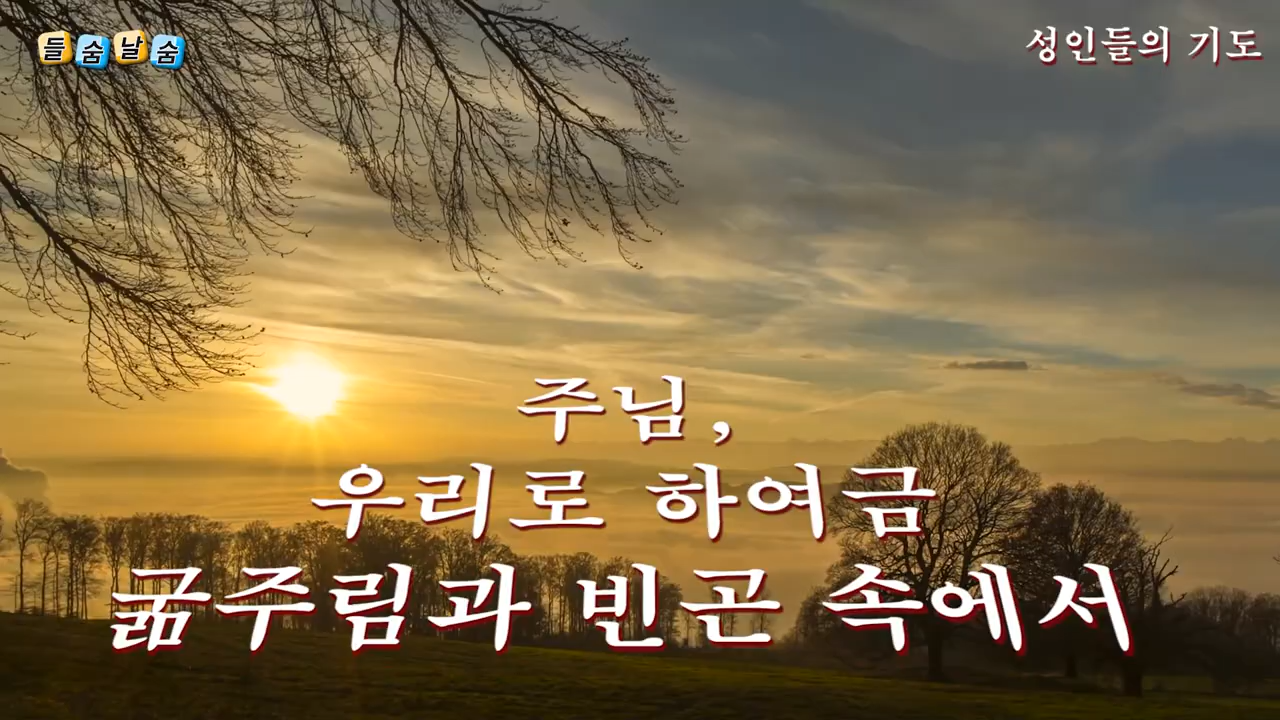 들숨날숨
성인들의 기도
주님,
우리로 하여금
굶주림과 빈곤 속에서